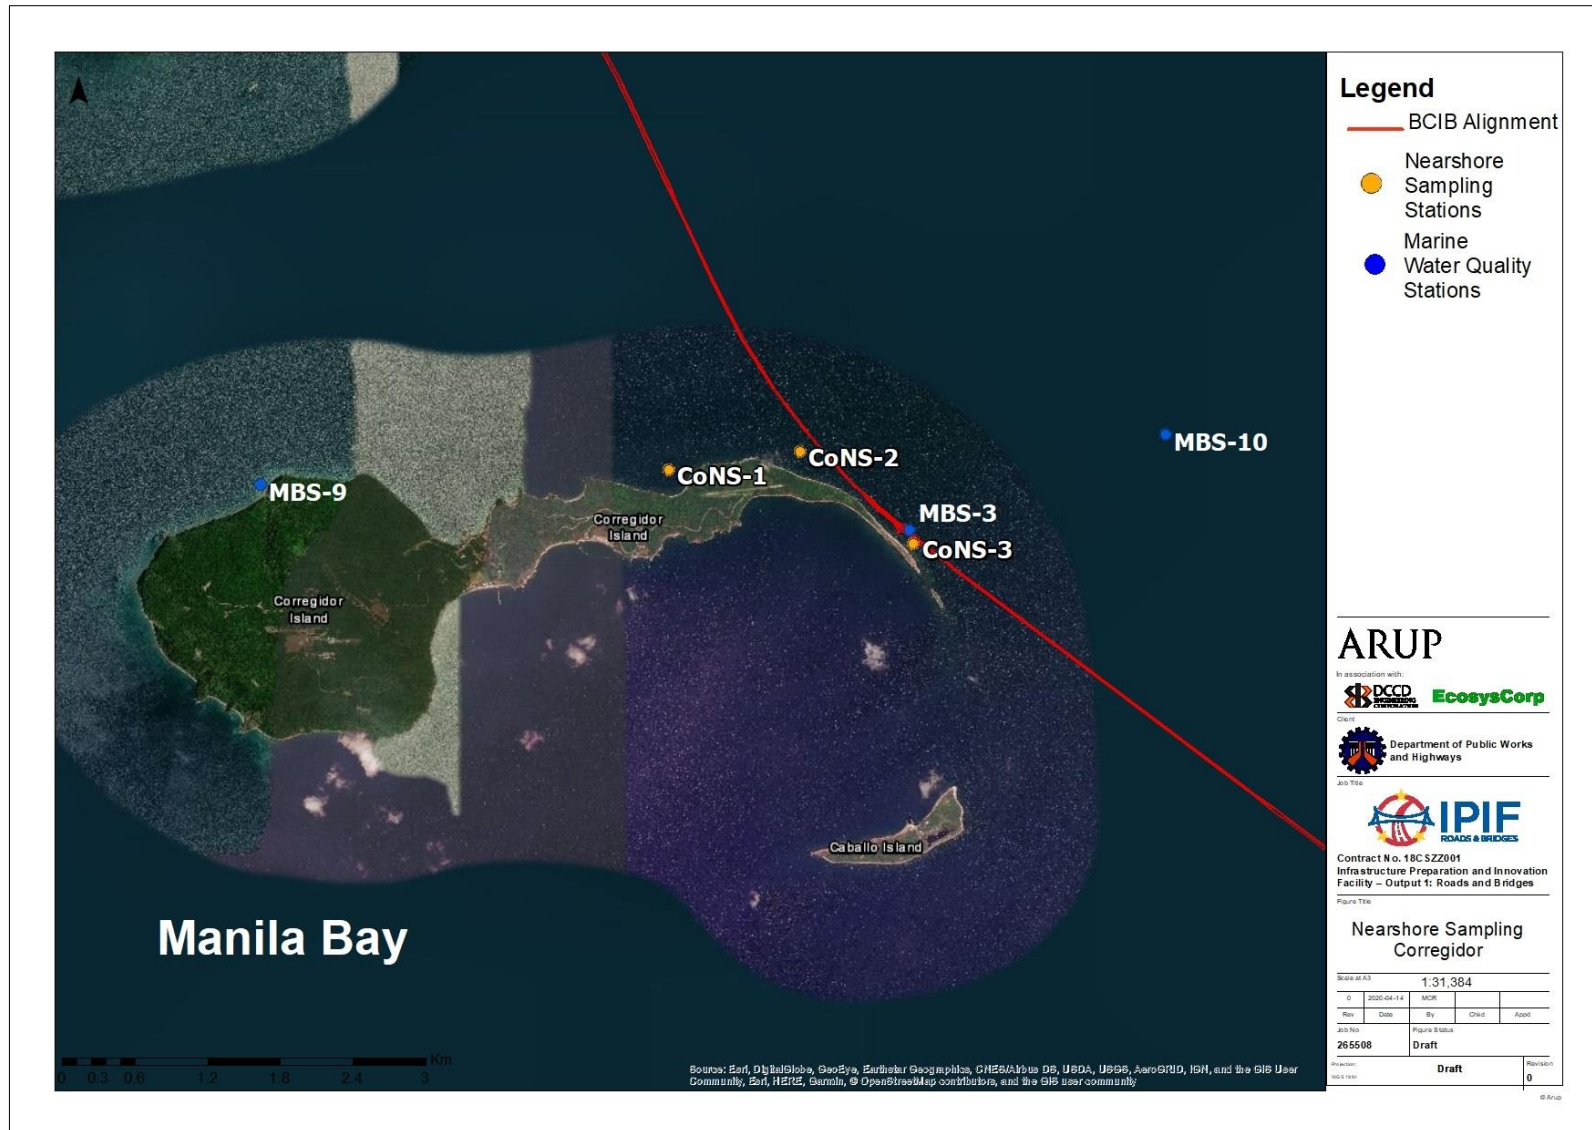 MBS-10
CoNS-2
CoNS-1
MBS-9
MBS-3
Corregidor
Island
CoNS-3
Corregidor
Island
Caballo Island
Manila Bay
Km
0 0.3 0.6 1.2 1.8 2.4 3
Source: Esri, DigitalGlobe, GeoEye, Earthstar Geographics, CNES/Airbus DS, USDA, USGS, AeroGRID, IGN, and the GIS User
Community, Esri, HERE, Garmin, © OpenStreetMap contributors, and the GIS user community
Legend
BCIB Alignment
Nearshore
Sampling
Stations
Marine
Water Quality
Stations
ARUP
In association with:
DCCD
ENGINEERING
CORPORATION
EcosysCorp
Client
Department of Public Works
and Highways
Job Title
IPIF
ROADS & BRIDGES
Contract No. 18CSZZ001
Infrastructure Preparation and Innovation
Facility – Output 1: Roads and Bridges
Figure Title
Nearshore Sampling
Corregidor
Scale at A3
1:31,384
0 2020-04-14 MCR
Rev Date By Chkd Appd
Job No Figure Status
265508 Draft
Projection: Revision
WGS 1984 Draft 0
© Arup